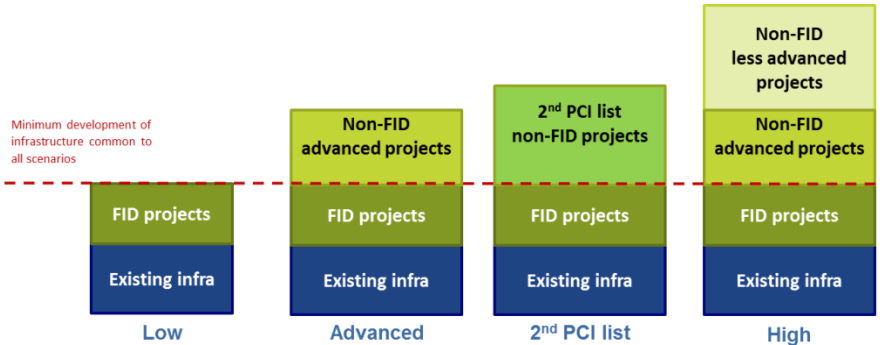 Minimum development of
infrastructure common to
all scenarios
FID projects
Existing infra
Low
Non-FID
advanced projects
FID projects
Existing infra
Advanced
2nd PCI list
non-FID projects
FID projects
Existing infra
2nd PCI list
Non-FID
less advanced
projects
Non-FID
advanced projects
FID projects
Existing infra
High